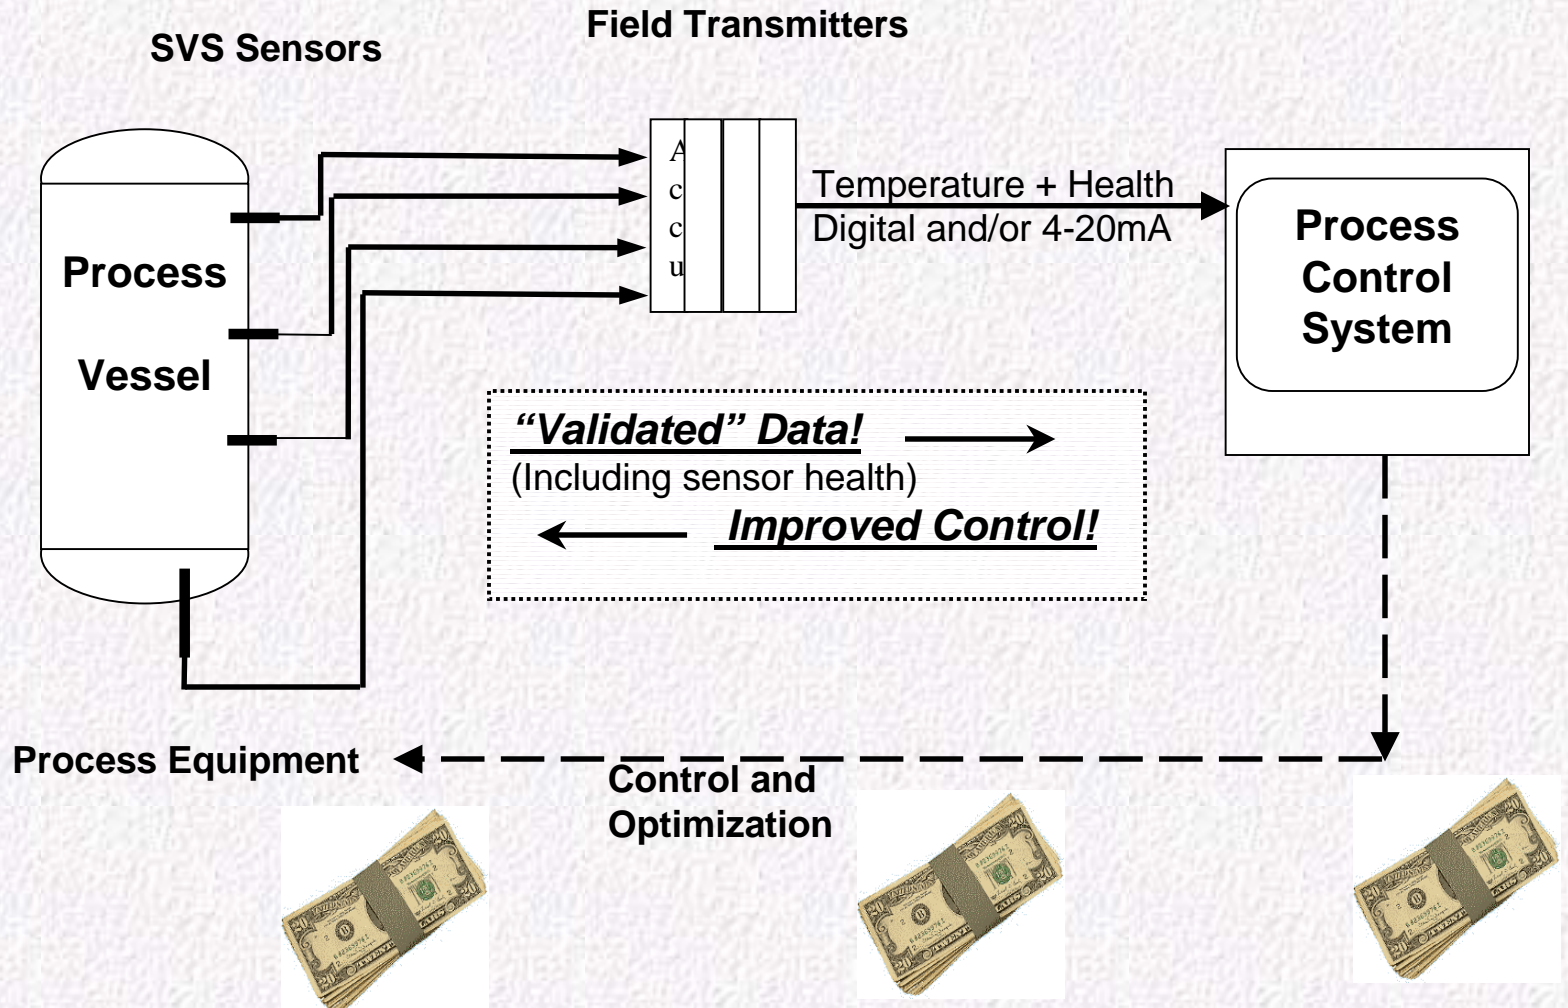 SVS Sensors
Field Transmitters
A
c
c
u
Temperature + Health
Digital and/or 4-20mA
Process
Control
System
Process
Vessel
“Validated” Data!
(Including sensor health)
Improved Control!
Process Equipment
Control and
Optimization